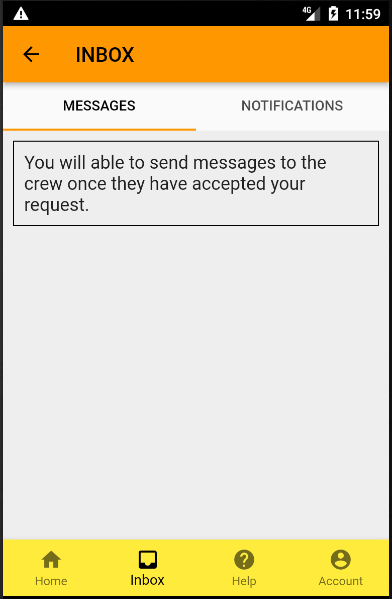 4G 11:59
INBOX
MESSAGES NOTIFICATIONS
You will able to send messages to the
crew once they have accepted your
request.
Home Inbox Help Account